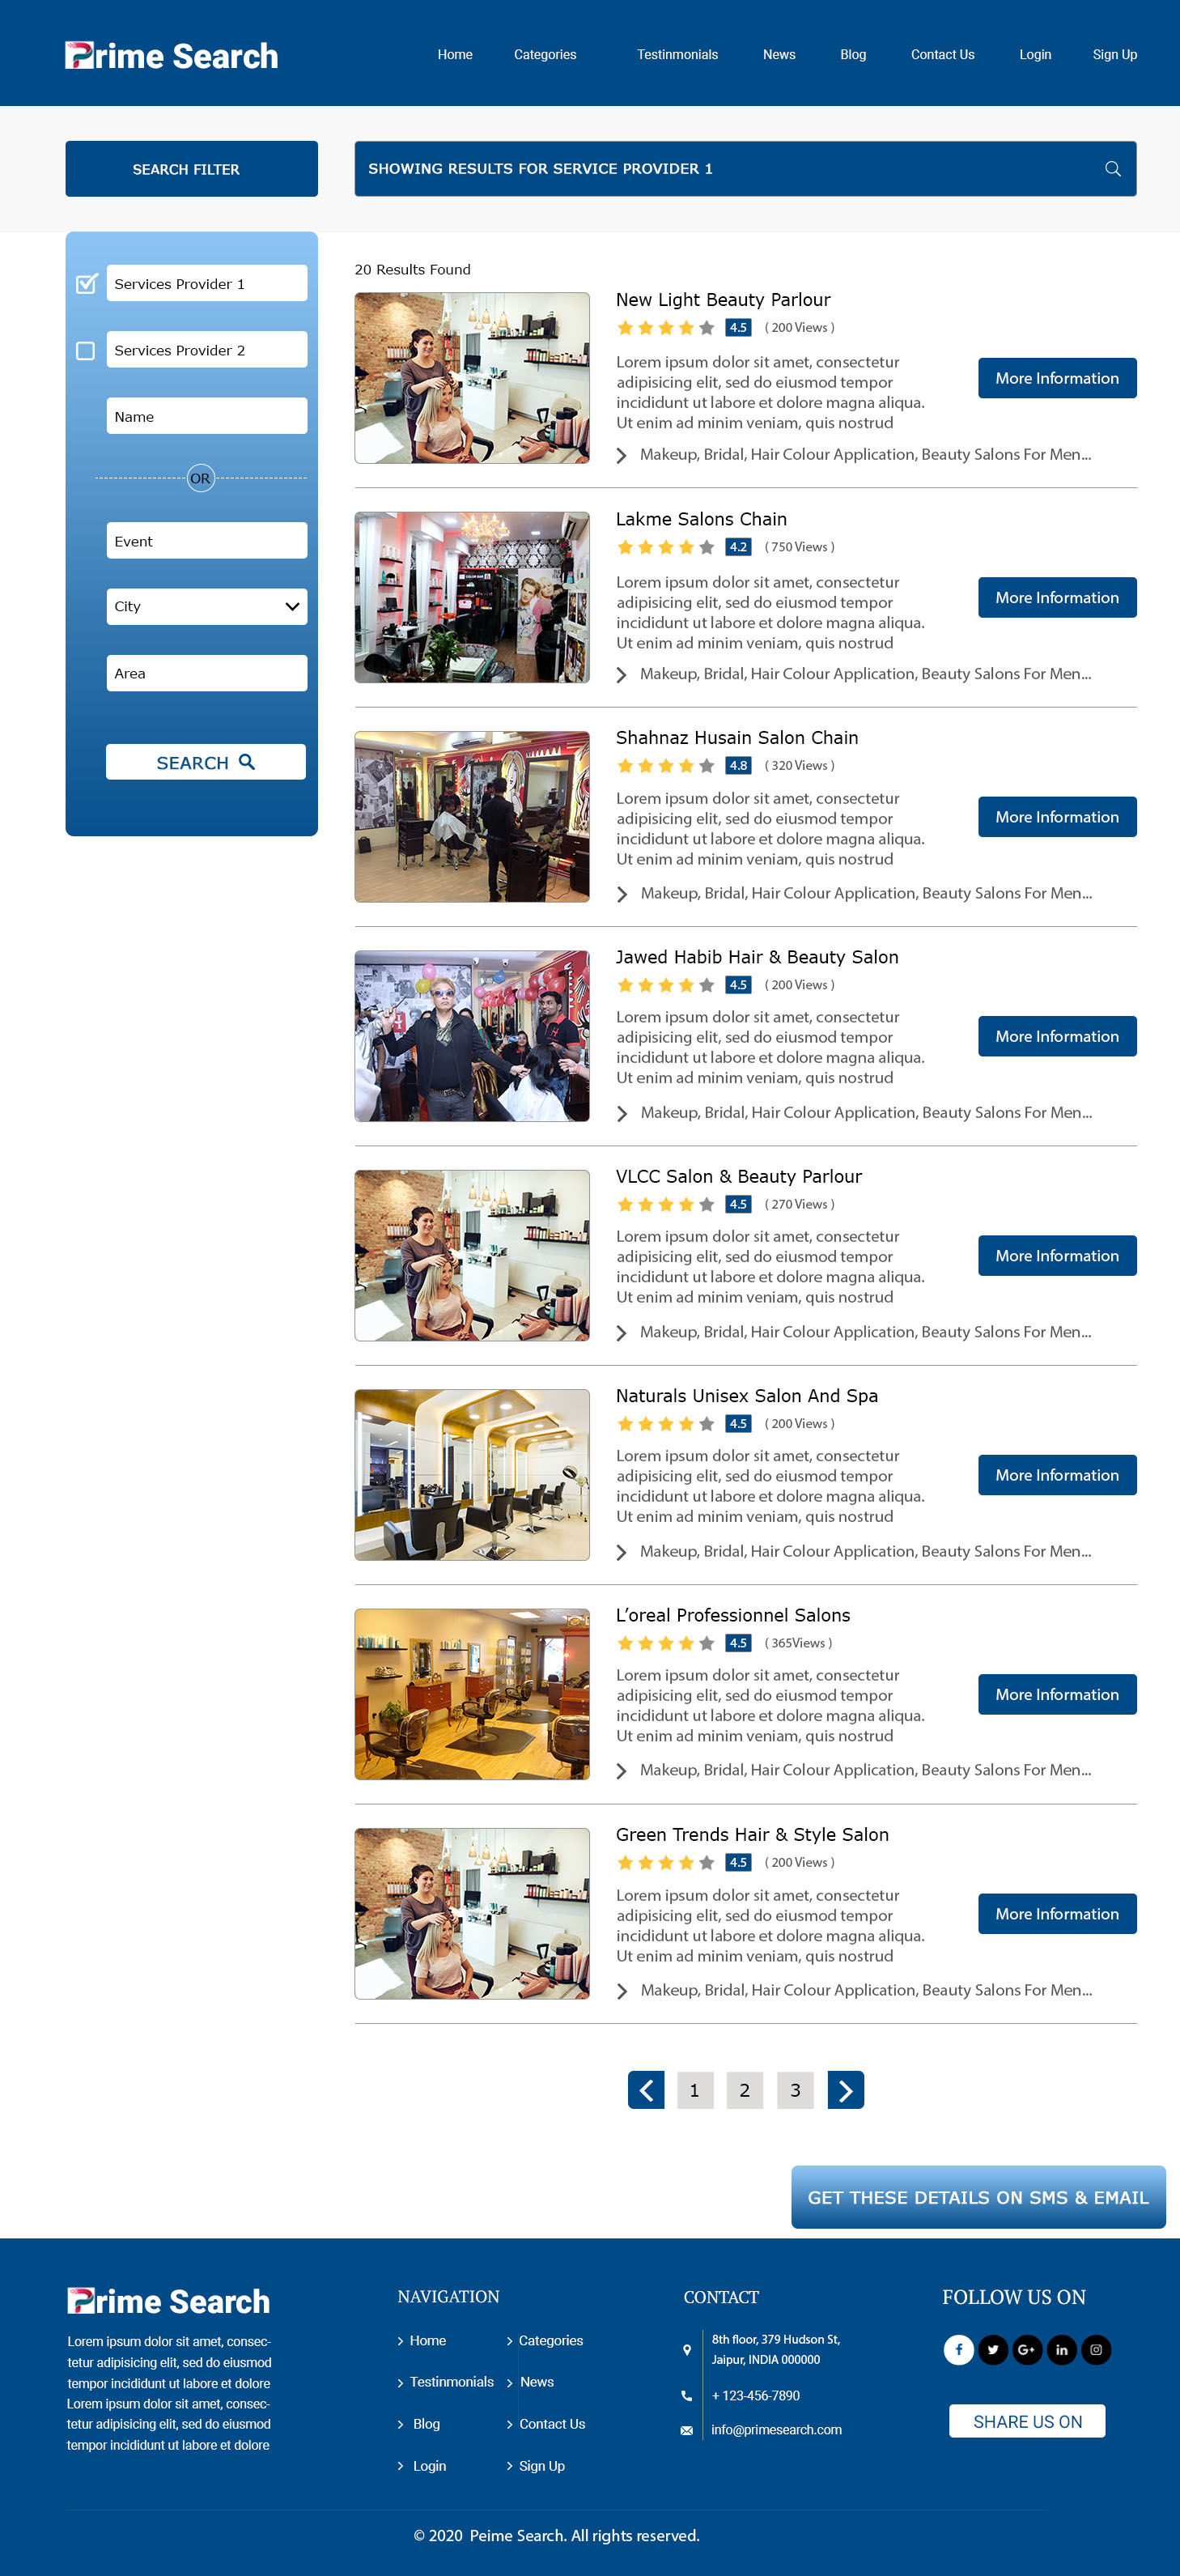 Prime Search
Home Categories Testinmonials News Blog Contact Us Login Sign Up
SEARCH FILTER
SHOWING RESULTS FOR SERVICE PROVIDER 1
Services Provider 1
Services Provider 2
Name
OR
Event
City
Area
SEARCH
20 Results Found
New Light Beauty Parlour
4.5 ( 200 Views )
Lorem ipsum dolor sit amet, consectetur
adipisicing elit, sed do eiusmod tempor
incididunt ut labore et dolore magna aliqua.
Ut enim ad minim veniam, quis nostrud
More Information
Makeup, Bridal, Hair Colour Application, Beauty Salons For Men...
Lakme Salons Chain
4.2 ( 750 Views )
Lorem ipsum dolor sit amet, consectetur
adipisicing elit, sed do eiusmod tempor
incididunt ut labore et dolore magna aliqua.
Ut enim ad minim veniam, quis nostrud
More Information
Makeup, Bridal, Hair Colour Application, Beauty Salons For Men...
Shahnaz Husain Salon Chain
4.8 ( 320 Views )
Lorem ipsum dolor sit amet, consectetur
adipisicing elit, sed do eiusmod tempor
incididunt ut labore et dolore magna aliqua.
Ut enim ad minim veniam, quis nostrud
More Information
Makeup, Bridal, Hair Colour Application, Beauty Salons For Men...
Jawed Habib Hair & Beauty Salon
4.5 ( 200 Views )
Lorem ipsum dolor sit amet, consectetur
adipisicing elit, sed do eiusmod tempor
incididunt ut labore et dolore magna aliqua.
Ut enim ad minim veniam, quis nostrud
More Information
Makeup, Bridal, Hair Colour Application, Beauty Salons For Men...
VLCC Salon & Beauty Parlour
4.5 ( 270 Views )
Lorem ipsum dolor sit amet, consectetur
adipisicing elit, sed do eiusmod tempor
incididunt ut labore et dolore magna aliqua.
Ut enim ad minim veniam, quis nostrud
More Information
Makeup, Bridal, Hair Colour Application, Beauty Salons For Men...
Naturals Unisex Salon And Spa
4.5 ( 200 Views )
Lorem ipsum dolor sit amet, consectetur
adipisicing elit, sed do eiusmod tempor
incididunt ut labore et dolore magna aliqua.
Ut enim ad minim veniam, quis nostrud
More Information
Makeup, Bridal, Hair Colour Application, Beauty Salons For Men...
L’oreal Professionnel Salons
4.5 ( 365Views )
Lorem ipsum dolor sit amet, consectetur
adipisicing elit, sed do eiusmod tempor
incididunt ut labore et dolore magna aliqua.
Ut enim ad minim veniam, quis nostrud
More Information
Makeup, Bridal, Hair Colour Application, Beauty Salons For Men...
Green Trends Hair & Style Salon
4.5 ( 200 Views )
Lorem ipsum dolor sit amet, consectetur
adipisicing elit, sed do eiusmod tempor
incididunt ut labore et dolore magna aliqua.
Ut enim ad minim veniam, quis nostrud
More Information
Makeup, Bridal, Hair Colour Application, Beauty Salons For Men...
1 2 3
GET THESE DETAILS ON SMS & EMAIL
Prime Search
Lorem ipsum dolor sit amet, consec-
tetur adipisicing elit, sed do eiusmod
tempor incididunt ut labore et dolore
Lorem ipsum dolor sit amet, consec-
tetur adipisicing elit, sed do eiusmod
tempor incididunt ut labore et dolore
NAVIGATION
Home Categories
Testinmonials News
Blog Contact Us
Login Sign Up
CONTACT
8th floor, 379 Hudson St,
Jaipur, INDIA 000000
+ 123-456-7890
info@primesearch.com
FOLLOW US ON
SHARE US ON
© 2020 Peime Search. All rights reserved.